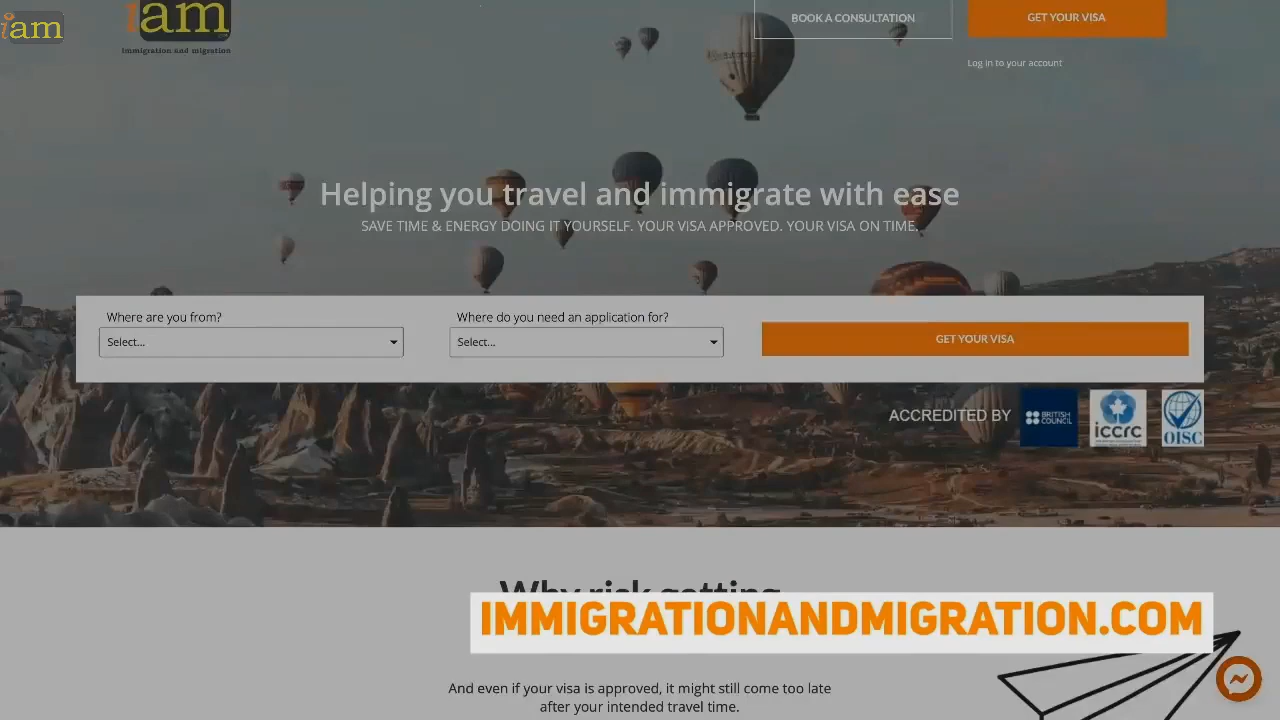 iam
iam
Immigration and migration
BOOK A CONSULTATION
GET YOUR VISA
Log in to your account
Helping you travel and immigrate with ease
SAVE TIME & ENERGY DOING IT YOURSELF. YOUR VISA APPROVED. YOUR VISA ON TIME.
Where are you from?
Where do you need an application for?
Select...
Select...
GET YOUR VISA
ACCREDITED BY
BRITISH
COUNCIL
iccrc
OISC
Why risk getting
IMMIGRATIONANDMIGRATION.COM
And even if your visa is approved, it might still come too late
after your intended travel time.